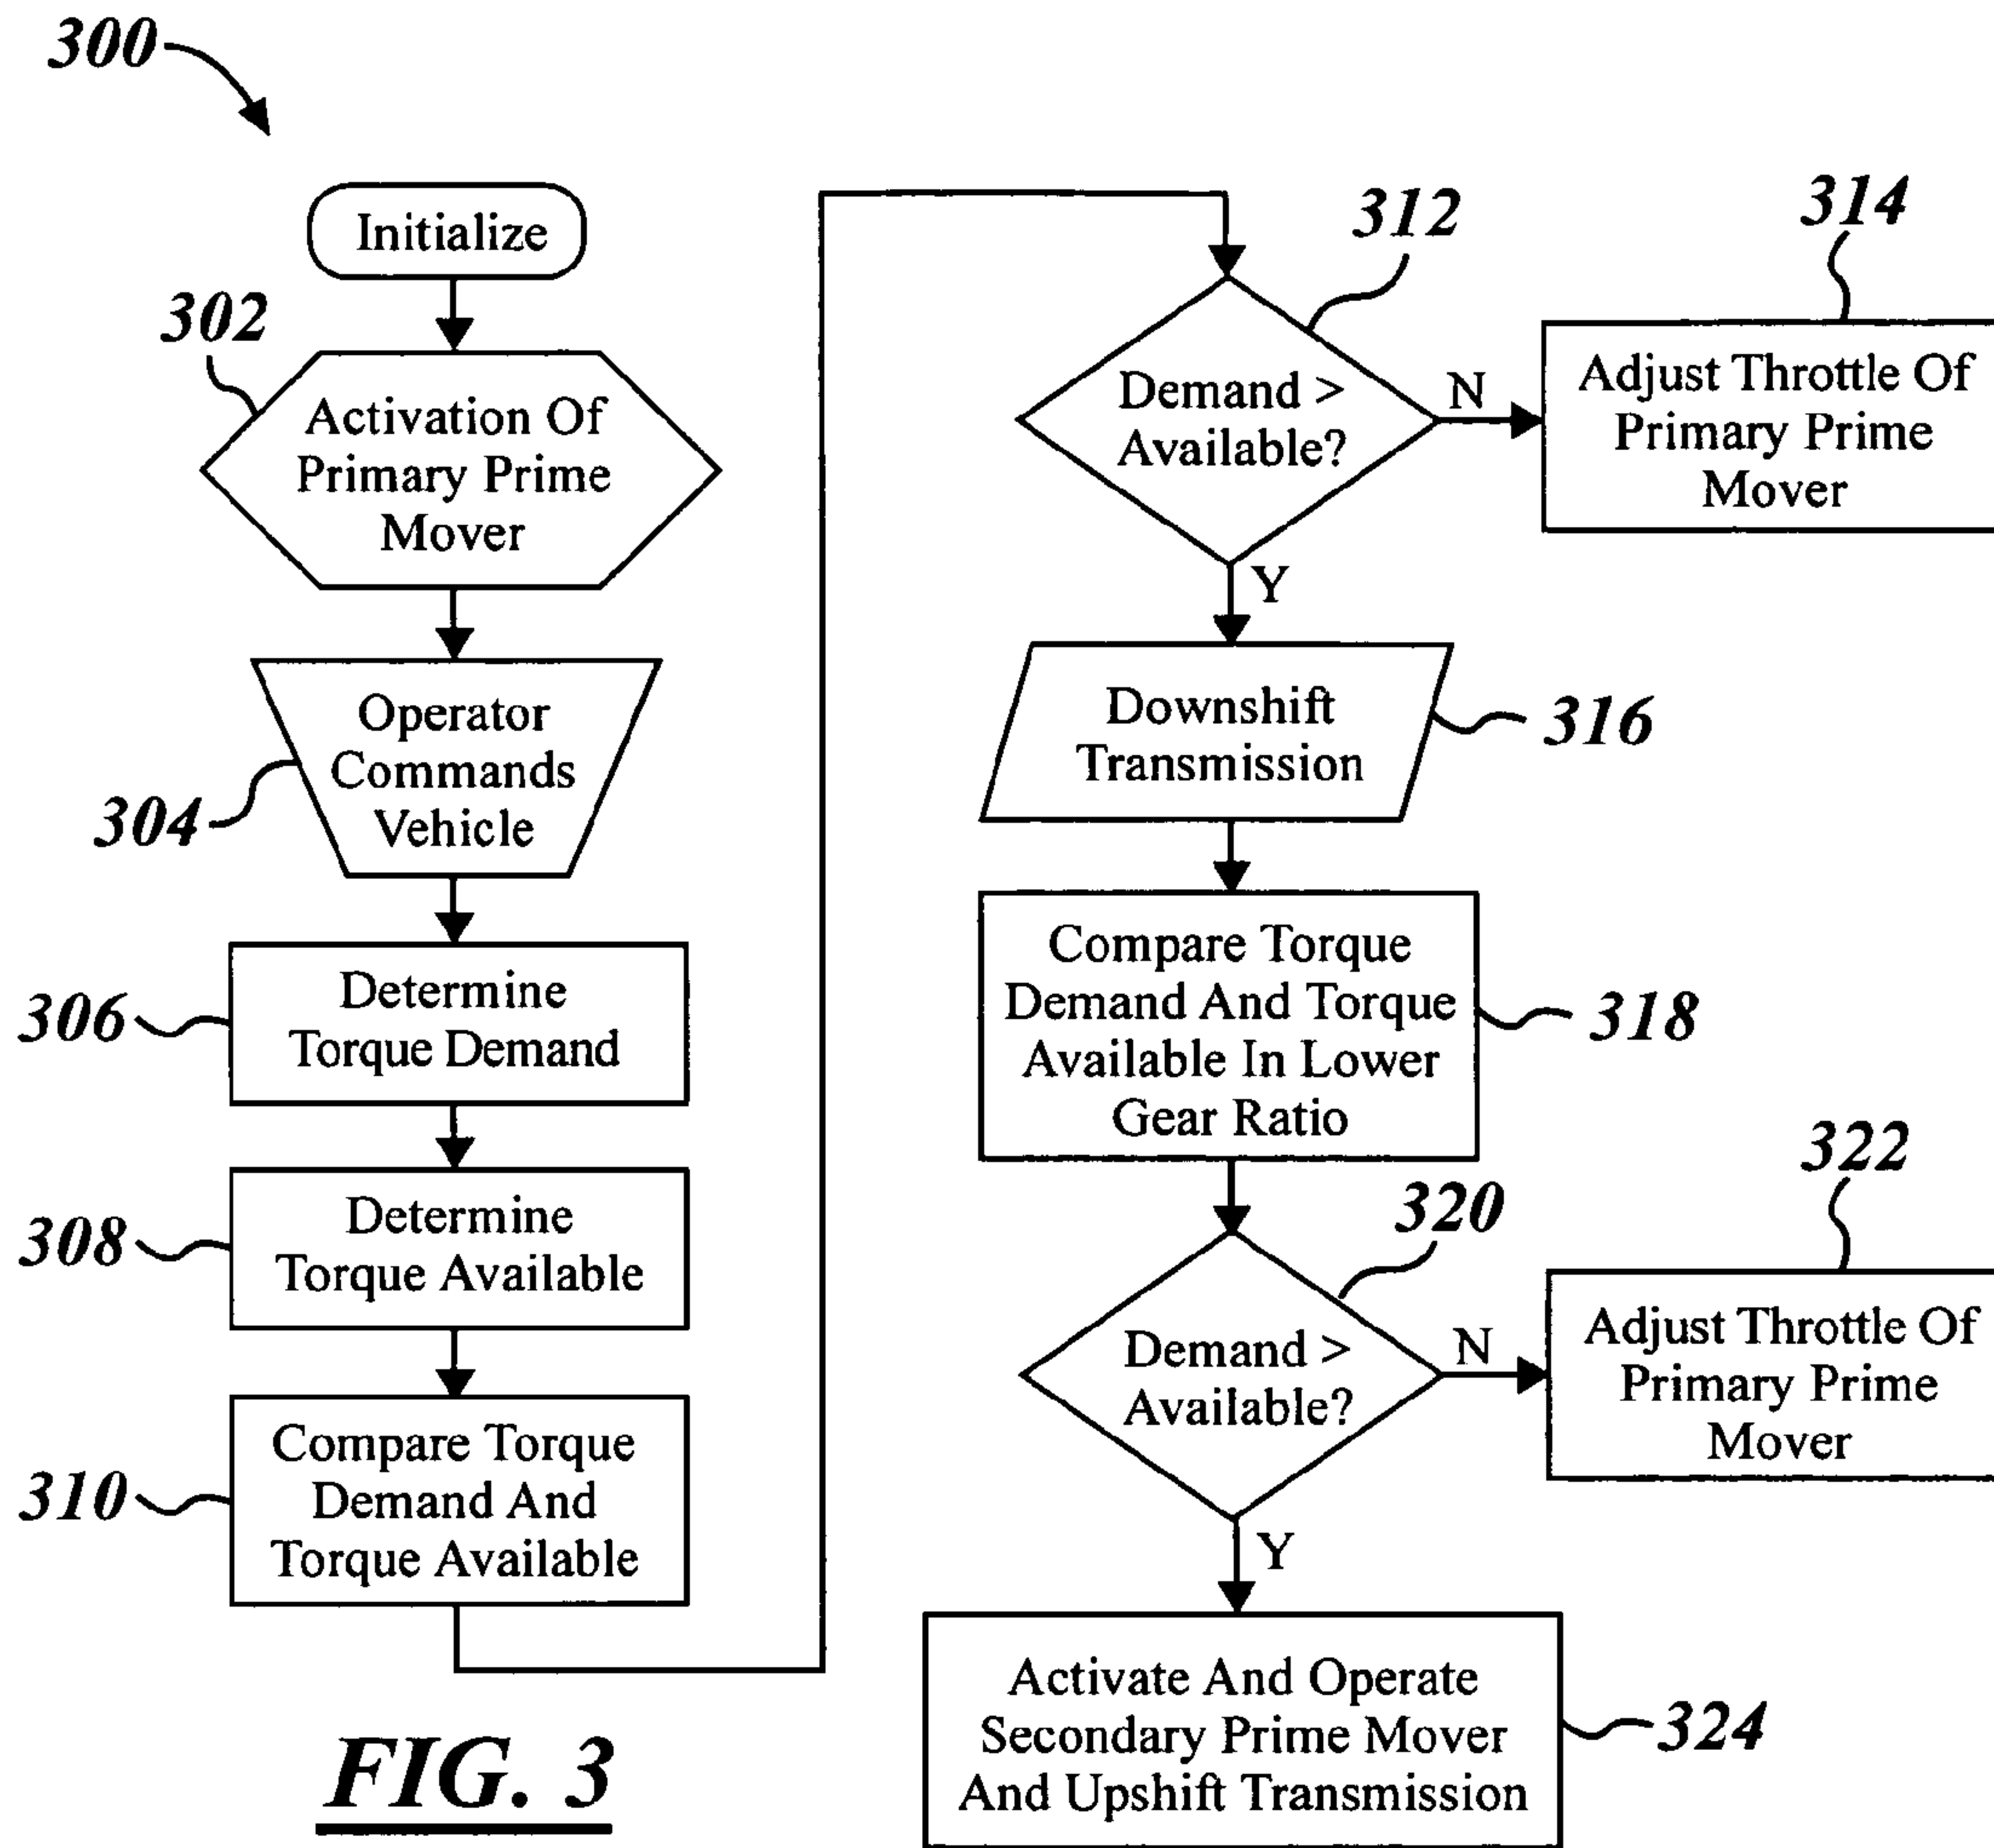 300
Initialize
302
Activation Of
Primary Prime
Mover
Operator
Commands
Vehicle
304
Determine
Torque Demand
306
Determine
Torque Available
308
Compare Torque
Demand And
Torque Available
310
312
Demand >
Available?
N
Y
314
Adjust Throttle Of
Primary Prime
Mover
Downshift
Transmission
316
Compare Torque
Demand And Torque
Available In Lower
Gear Ratio
318
320
Demand >
Available?
N
Y
322
Adjust Throttle Of
Primary Prime
Mover
Activate And Operate
Secondary Prime Mover
And Upshift Transmission
324
FIG. 3